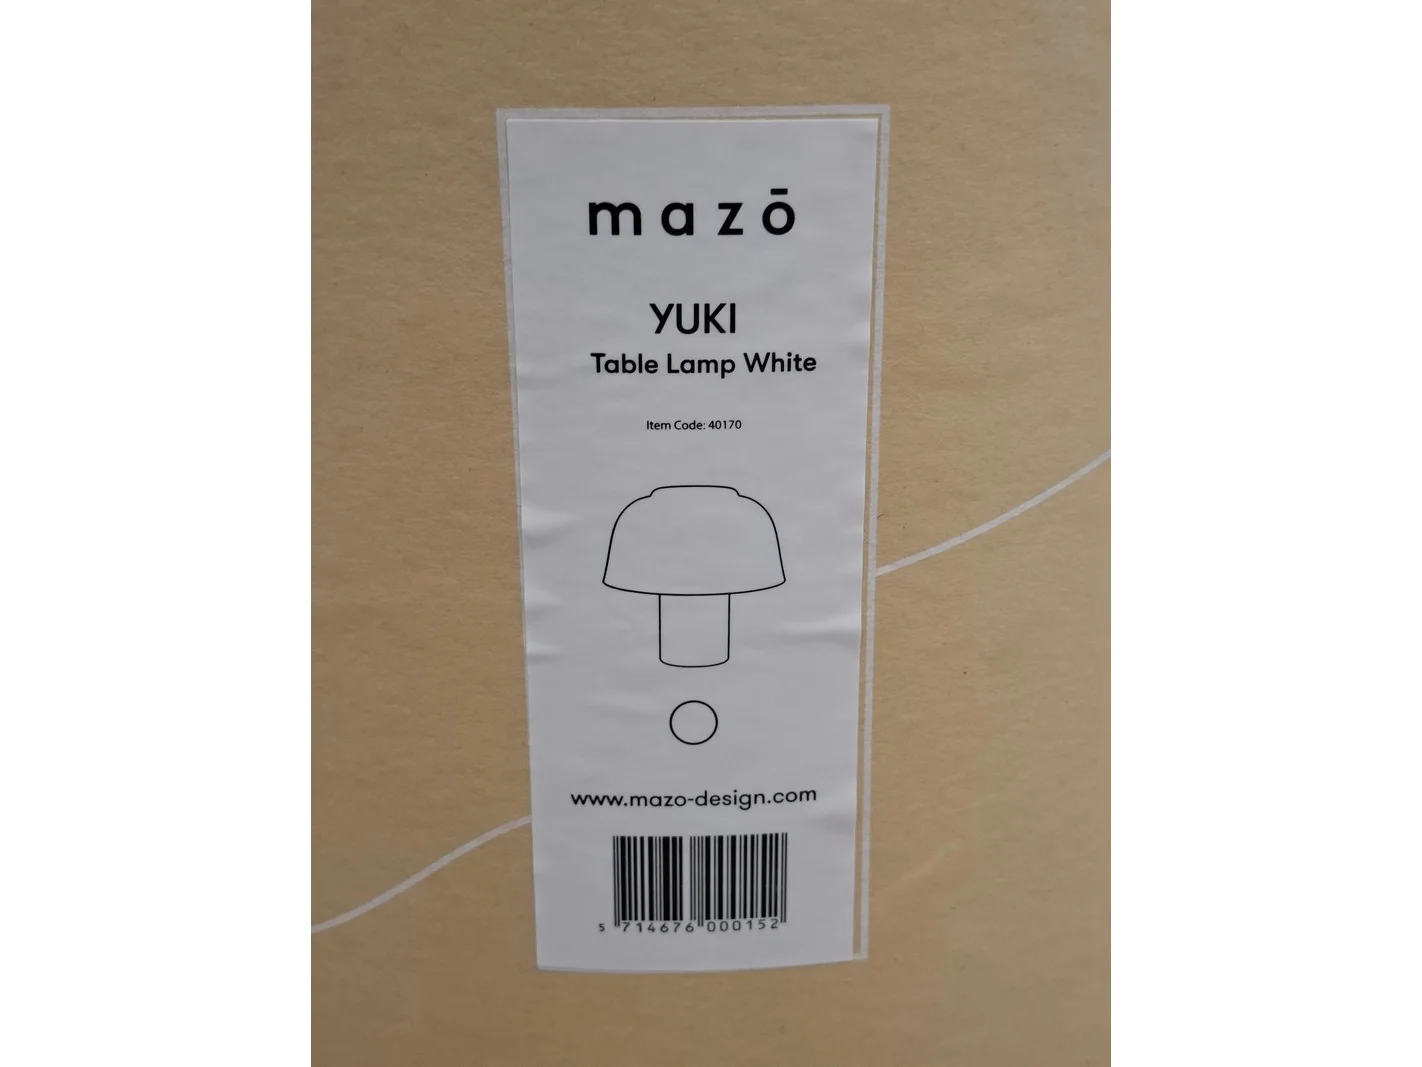 mazō
YUKI
Table Lamp White
Item Code: 40170
www.mazo-design.com
5 714676 000152